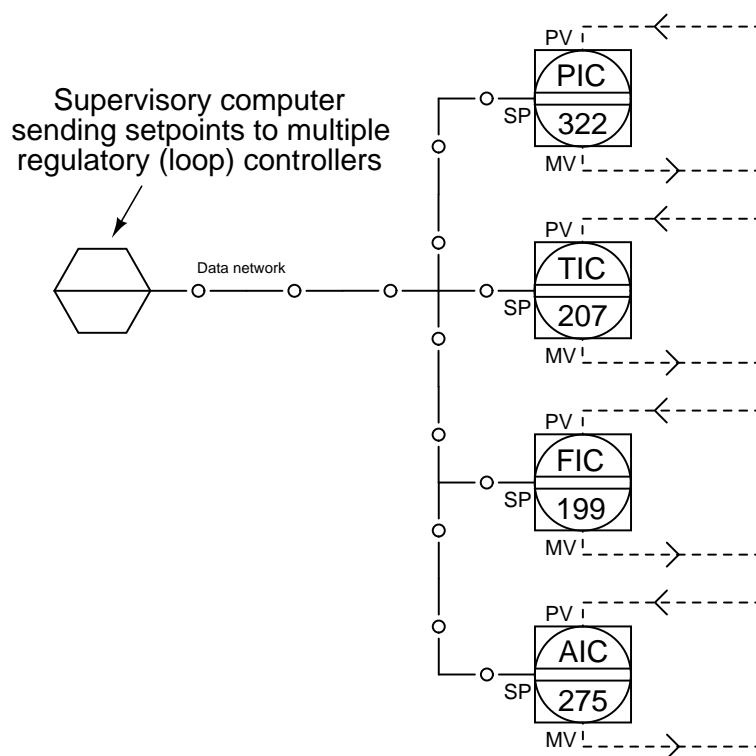 Supervisory computer
sending setpoints to multiple
regulatory (loop) controllers
Data network
PV
PIC
SP
322
MV
PV
TIC
SP
207
MV
PV
FIC
SP
199
MV
PV
AIC
SP
275
MV